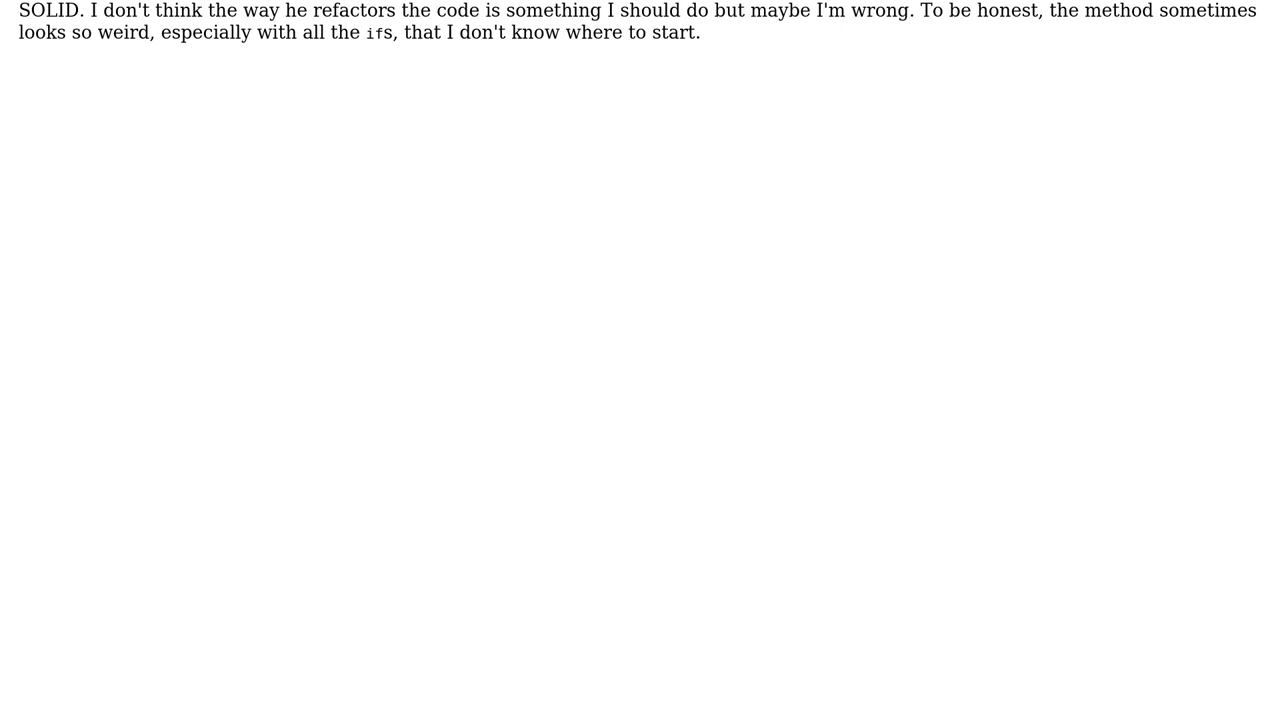 SOLID. I don't think the way he refactors the code is something I should do but maybe I'm wrong. To be honest, the method sometimes
looks so weird, especially with all the ifs, that I don't know where to start.